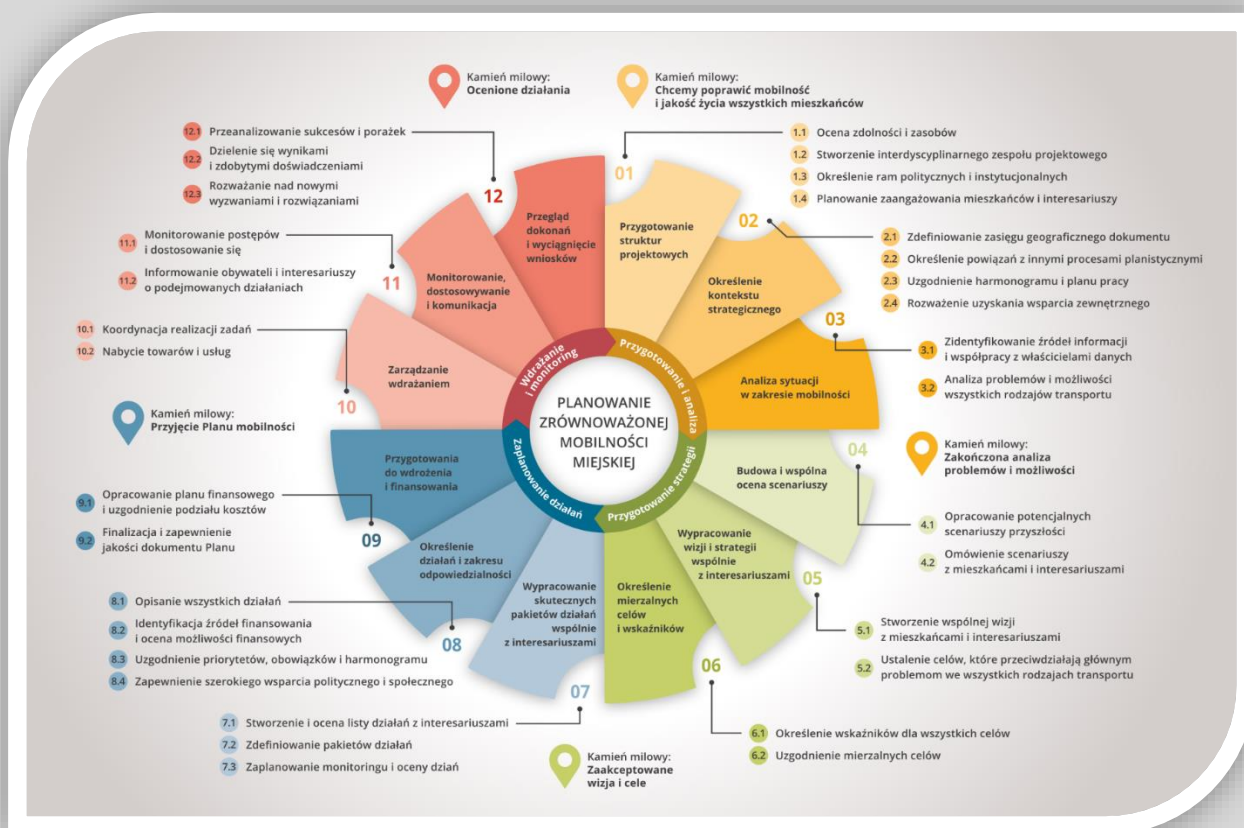 Kamień milowy:
Ocenione działania
Kamień milowy:
Chcemy poprawić mobilność
i jakość życia wszystkich mieszkańców
12.1 Przeanalizowanie sukcesów i porażek
12.2 Dzielenie się wynikami
i zdobytymi doświadczeniami
12.3 Rozważanie nad nowymi
wyzwaniami i rozwiązaniami
1.1 Ocena zdolności i zasobów
1.2 Stworzenie interdyscyplinarnego zespołu projektowego
1.3 Określenie ram politycznych i instytucjonalnych
1.4 Planowanie zaangażowania mieszkańców i interesariuszy
12
Przegląd
dokonań
i wyciągnięcie
wniosków
01
Przygotowanie
struktur
projektowych
02
Określenie
kontekstu
strategicznego
2.1 Zdefiniowanie zasięgu geograficznego dokumentu
2.2 Określenie powiązań z innymi procesami planistycznymi
2.3 Uzgodnienie harmonogramu i planu pracy
2.4 Rozważenie uzyskania wsparcia zewnętrznego
11.1 Monitorowanie postępów
i dostosowanie się
11.2 Informowanie obywateli i interesariuszy
o podejmowanych działaniach
11
Monitorowanie,
dostosowywanie
i komunikacja
03
Analiza sytuacji
w zakresie mobilności
3.1 Zidentyfikowanie źródeł informacji
i współpracy z właścicielami danych
3.2 Analiza problemów i możliwości
wszystkich rodzajów transportu
10.1 Koordynacja realizacji zadań
10.2 Nabycie towarów i usług
10
Zarządzanie
wdrażaniem
Kamień milowy:
Przyjęcie Planu mobilności
Wdrażanie
i monitoring
Przygotowanie i analiza
Przygotowanie strategii
Zaplanowanie działań
PLANOWANIE
ZRÓWNOWAŻONEJ
MOBILNOŚCI
MIEJSKIEJ
Kamień milowy:
Zakończona analiza
problemów i możliwości
04
Budowa i wspólna
ocena scenariuszy
4.1 Opracowanie potencjalnych
scenariuszy przyszłości
4.2 Omówienie scenariuszy
z mieszkańcami i interesariuszami
Przygotowania
do wdrożenia
i finansowania
09
9.1 Opracowanie planu finansowego
i uzgodnienie podziału kosztów
9.2 Finalizacja i zapewnienie
jakości dokumentu Planu
Wypracowanie
wizji i strategii
wspólnie
z interesariuszami
05
5.1 Stworzenie wspólnej wizji
z mieszkańcami i interesariuszami
5.2 Ustalenie celów, które przeciwdziałają głównym
problemom we wszystkich rodzajach transportu
Określenie
działań i zakresu
odpowiedzialności
08
8.1 Opisanie wszystkich działań
8.2 Identyfikacja źródeł finansowania
i ocena możliwości finansowych
8.3 Uzgodnienie priorytetów, obowiązków i harmonogramu
8.4 Zapewnienie szerokiego wsparcia politycznego i społecznego
Wypracowanie
skutecznych
pakietów działań
wspólnie
z interesariuszami
07
7.1 Stworzenie i ocena listy działań z interesariuszami
7.2 Zdefiniowanie pakietów działań
7.3 Zaplanowanie monitoringu i oceny dziań
Określenie
mierzalnych
celów
i wskaźników
06
6.1 Określenie wskaźników dla wszystkich celów
6.2 Uzgodnienie mierzalnych celów
Kamień milowy:
Zaakceptowane
wizja i cele